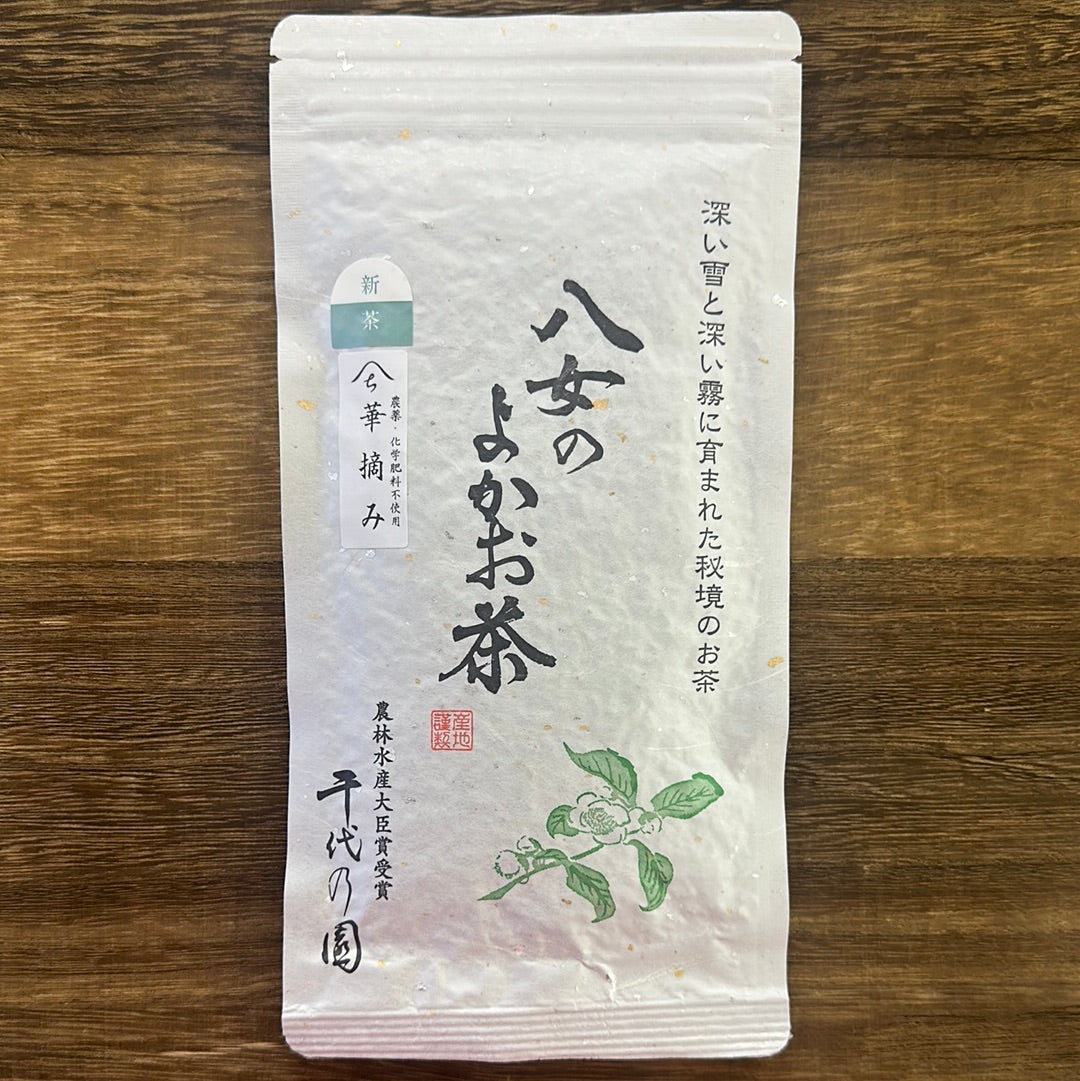 深い雪と深い霧に育まれた秘境のお茶
八女の
よかお茶
産地
謹製
新茶
ち
華摘み
農薬・化学肥料不使用
農林水産大臣賞受賞
千代乃園